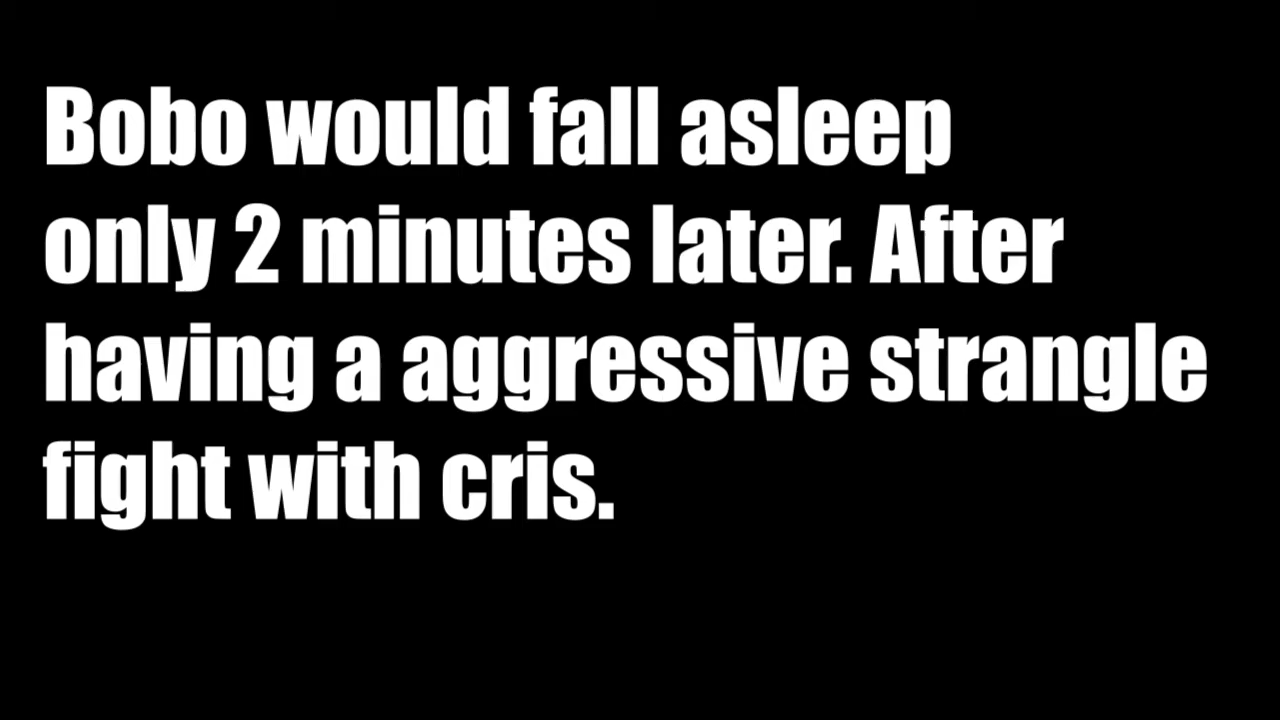 Bobo would fall asleep
only 2 minutes later. After
having a aggressive strangle
fight with cris.